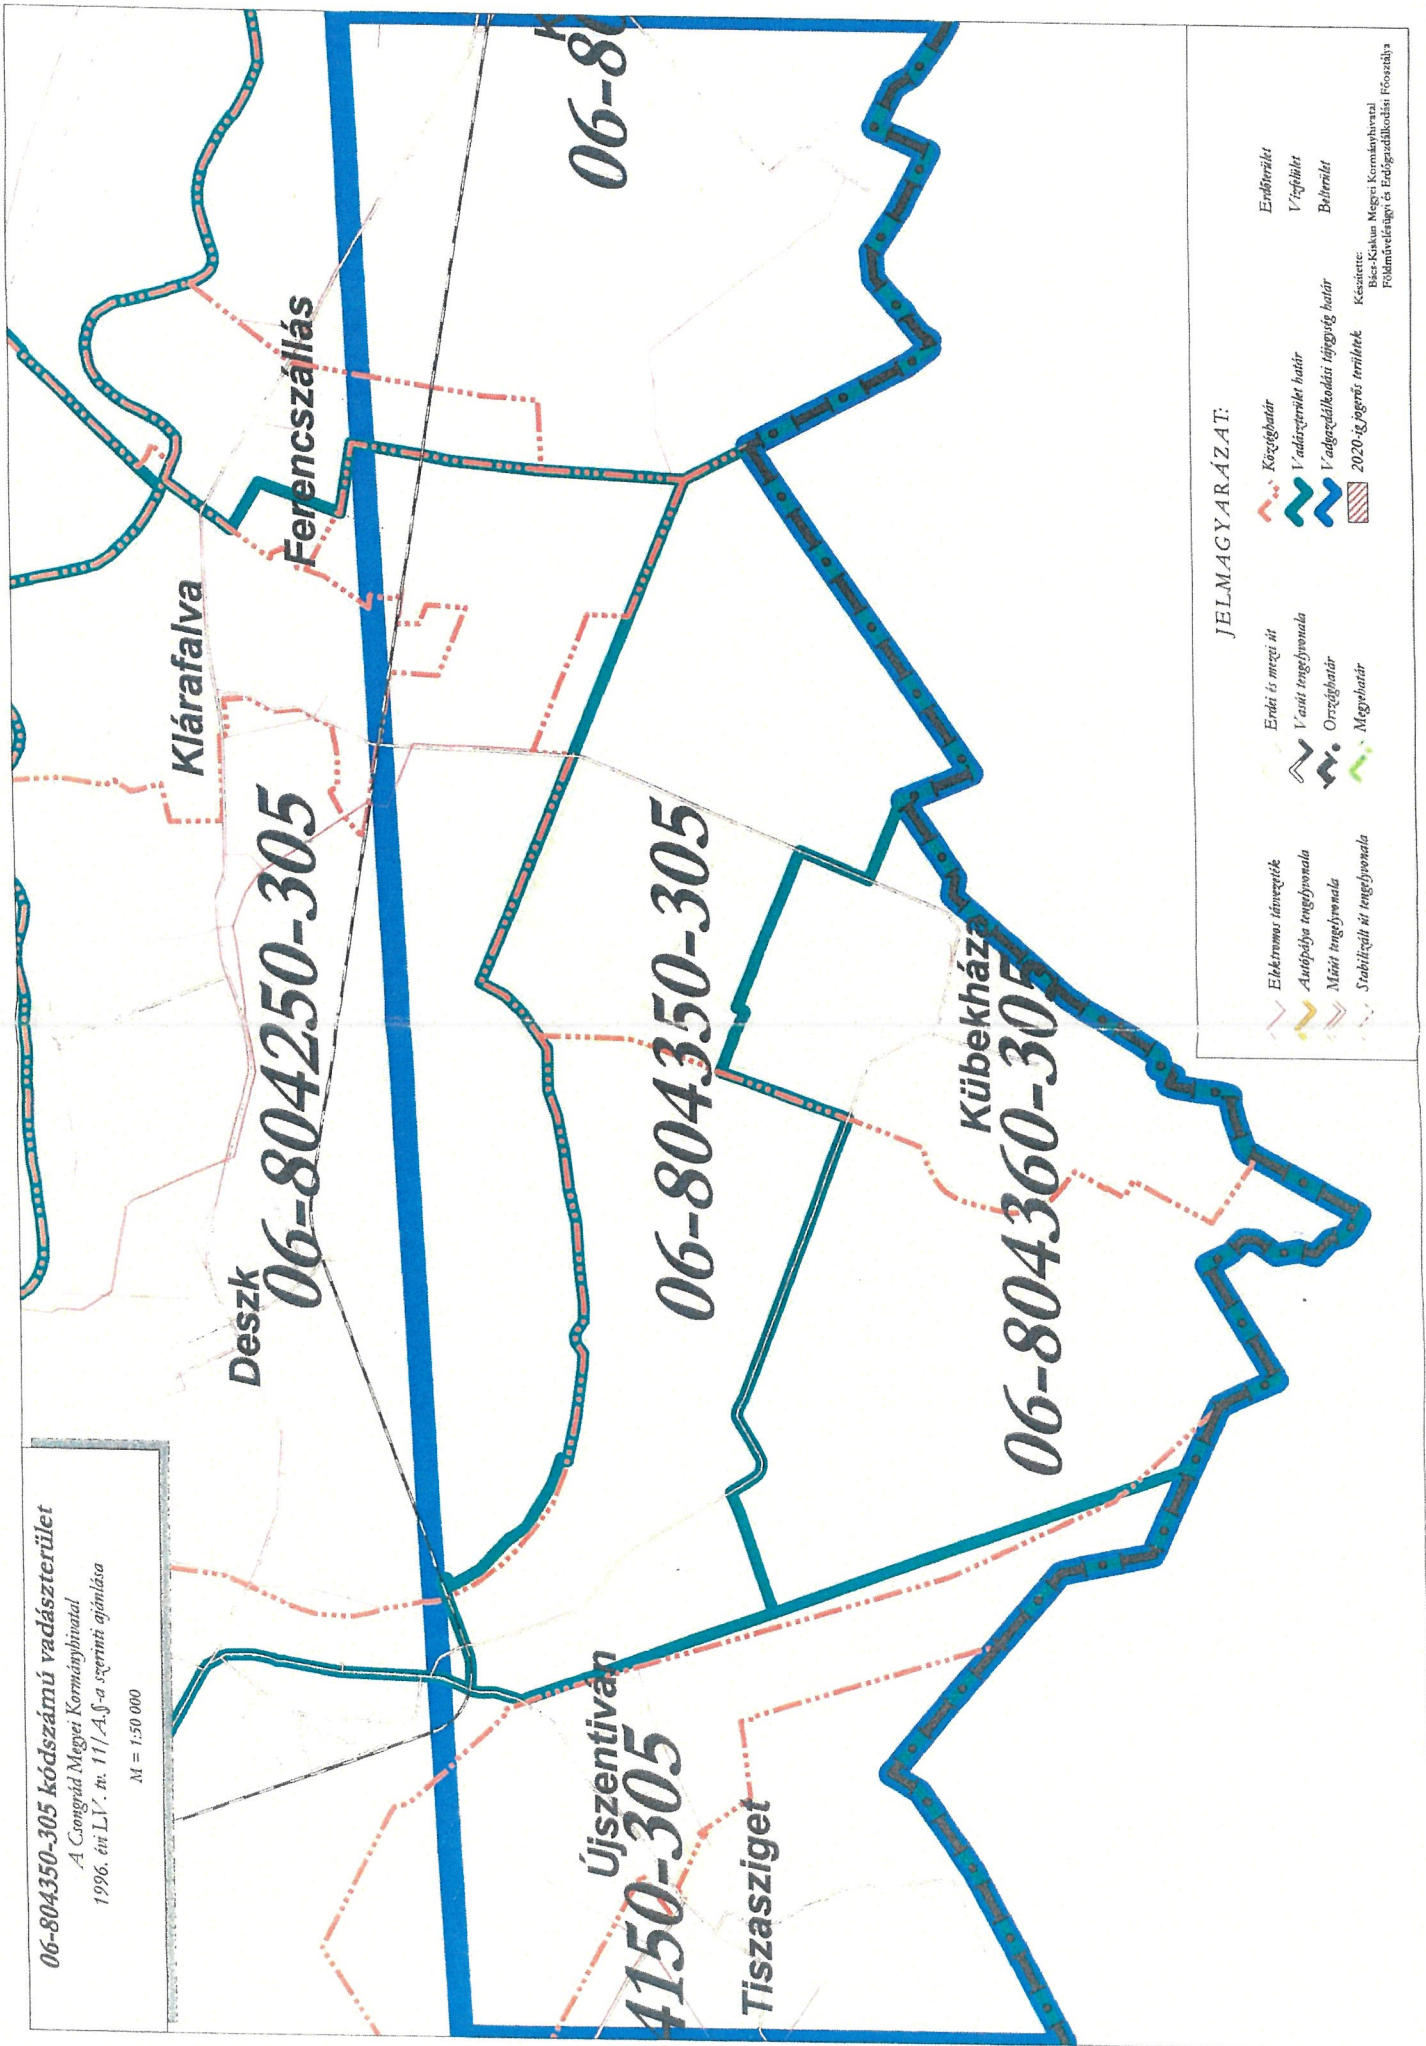 06-804350-305 kódszámú vadászterület
A Csongrád Megyei Kormányhivatal
1996. évi LV. tv. 11/A.§-a szerinti ajánlása
M = 1:50 000
Deszk
Klárafalva
Ferencszállás
06-804250-305
06-80
Újszentiván
4150-305
Tiszasziget
06-804350-305
Kübekháza
06-804360-305
JELMAGYARÁZAT:
Elektromos távvezeték
Autópálya tengelyvonala
Műút tengelyvonala
Stabilizált út tengelyvonala
Erdei és mezei út
Vasút tengelyvonala
Országhatár
Megyehatár
Községhatár
Vadászterület határ
Vadgazdálkodási tájegység határ
2020-ig jogerős területek
Erdőterület
Vízfelület
Belterület
Készítette:
Bács-Kiskun Megyei Kormányhivatal
Földművelésügyi és Erdőgazdálkodási Főosztálya